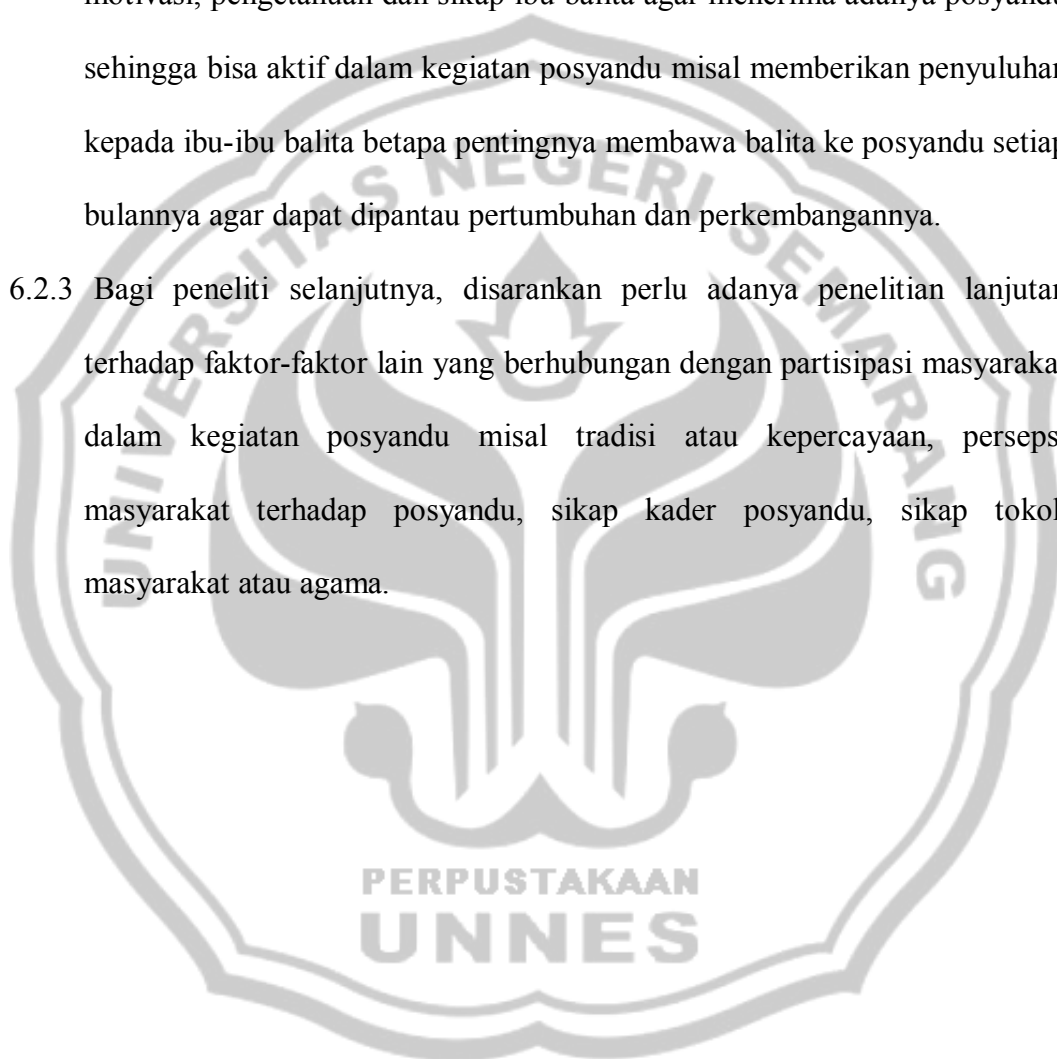 motivasi, pengetahuan dan sikap ibu balita agar menerima adanya posyandu
sehingga bisa aktif dalam kegiatan posyandu misal memberikan penyuluhan
kepada ibu-ibu balita betapa pentingnya membawa balita ke posyandu setiap
bulannya agar dapat dipantau pertumbuhan dan perkembangannya.
6.2.3 Bagi peneliti selanjutnya, disarankan perlu adanya penelitian lanjutan
terhadap faktor-faktor lain yang berhubungan dengan partisipasi masyarakat
dalam kegiatan posyandu misal tradisi atau kepercayaan, persepsi
masyarakat terhadap posyandu, sikap kader posyandu, sikap tokoh
masyarakat atau agama.
UNIVERSITAS NEGERI SEMARANG
PERPUSTAKAAN
UNNES